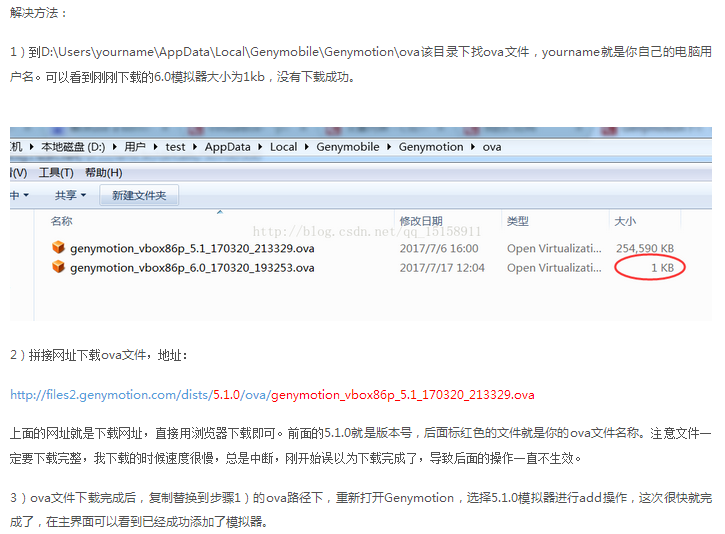 解决方法：
1）到D:\Users\yourname\AppData\Local\Genymobile\Genymotion\ova该目录下找ova文件，yourname就是你自己的电脑用
户名。可以看到刚刚下载的6.0模拟器大小为1kb，没有下载成功。
本地磁盘 (D:) ▸ 用户 ▸ test ▸ AppData ▸ Local ▸ Genymobile ▸ Genymotion ▸ ova
(V) 工具(T) 帮助(H)
中 ▾ 共享 ▾ 新建文件夹
名称 修改日期 类型 大小
http://blog.csdn.net/qq_15158911
genymotion_vbox86p_5.1_170320_213329.ova 2017/7/6 16:00 Open Virtualizati... 254,590 KB
genymotion_vbox86p_6.0_170320_193253.ova 2017/7/17 12:04 Open Virtualizati... 1 KB
2）拼接网址下载ova文件，地址：
http://files2.genymotion.com/dists/5.1.0/ova/genymotion_vbox86p_5.1_170320_213329.ova
上面的网址就是下载网址，直接用浏览器下载即可。前面的5.1.0就是版本号，后面标红色的文件就是你的ova文件名称。注意文件一
定要下载完整，我下载的时候速度很慢，总是中断，刚开始误以为下载完成了，导致后面的操作一直不生效。
3）ova文件下载完成后，复制替换到步骤1）的ova路径下，重新打开Genymotion，选择5.1.0模拟器进行add操作，这次很快就完
成了，在主界面可以看到已经成功添加了模拟器。